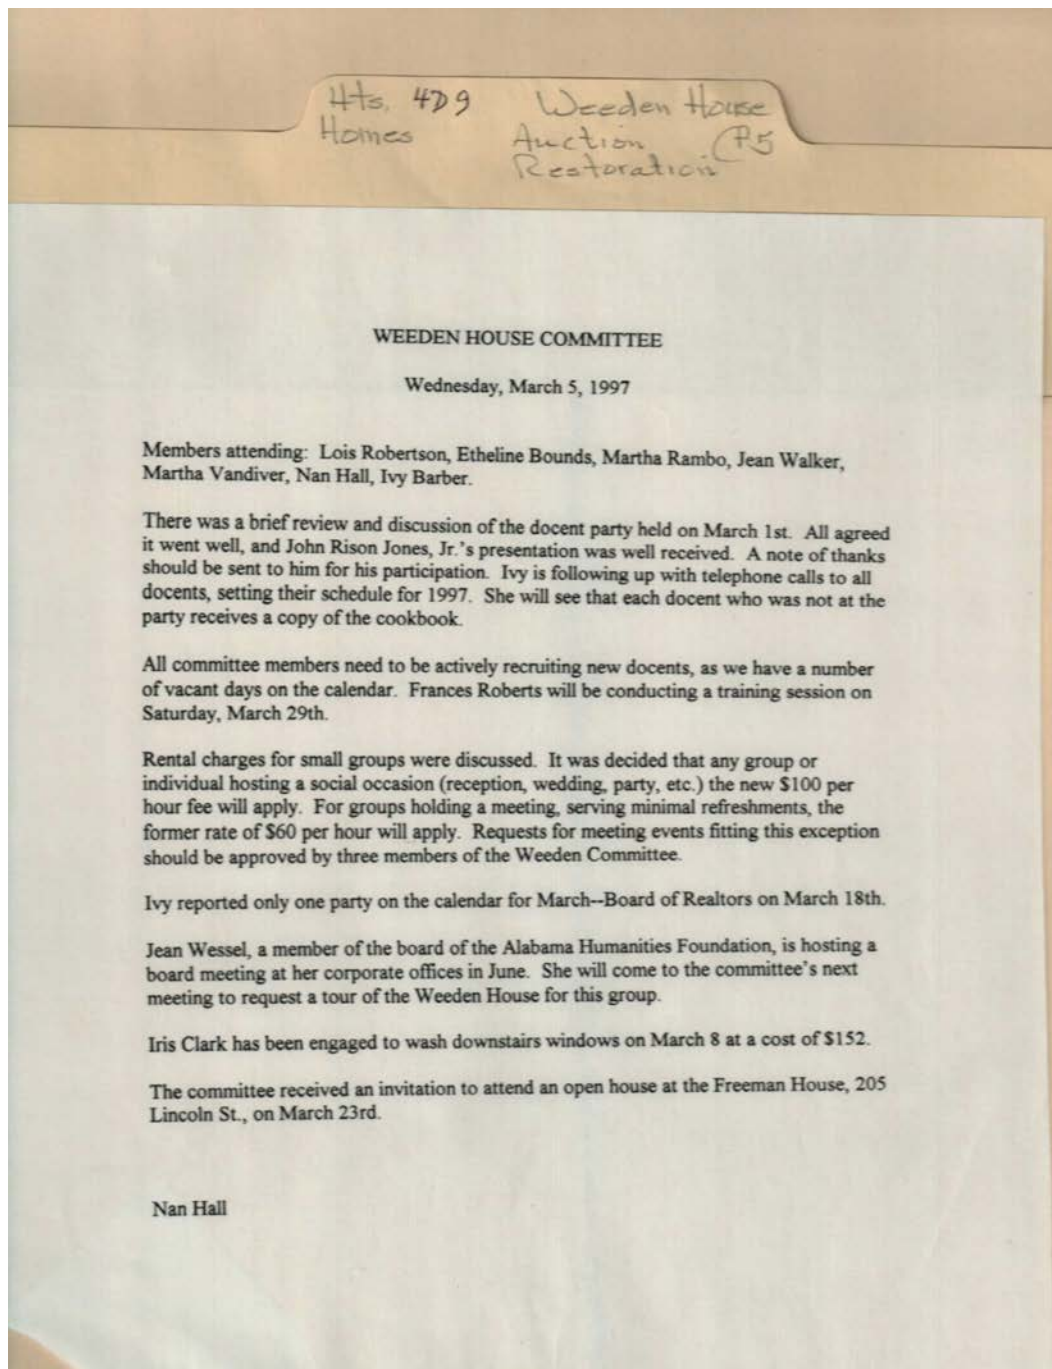 Hts. 4D9 Weeden House
Homes Auction P5
Restoration
WEEDEN HOUSE COMMITTEE
Wednesday, March 5, 1997
Members attending: Lois Robertson, Etheline Bounds, Martha Rambo, Jean Walker,
Martha Vandiver, Nan Hall, Ivy Barber.
There was a brief review and discussion of the docent party held on March 1st. All agreed
it went well, and John Rison Jones, Jr.'s presentation was well received. A note of thanks
should be sent to him for his participation. Ivy is following up with telephone calls to all
docents, setting their schedule for 1997. She will see that each docent who was not at the
party receives a copy of the cookbook.
All committee members need to be actively recruiting new docents, as we have a number
of vacant days on the calendar. Frances Roberts will be conducting a training session on
Saturday, March 29th.
Rental charges for small groups were discussed. It was decided that any group or
individual hosting a social occasion (reception, wedding, party, etc.) the new $100 per
hour fee will apply. For groups holding a meeting, serving minimal refreshments, the
former rate of $60 per hour will apply. Requests for meeting events fitting this exception
should be approved by three members of the Weeden Committee.
Ivy reported only one party on the calendar for March--Board of Realtors on March 18th.
Jean Wessel, a member of the board of the Alabama Humanities Foundation, is hosting a
board meeting at her corporate offices in June. She will come to the committee's next
meeting to request a tour of the Weeden House for this group.
Iris Clark has been engaged to wash downstairs windows on March 8 at a cost of $152.
The committee received an invitation to attend an open house at the Freeman House, 205
Lincoln St., on March 23rd.
Nan Hall